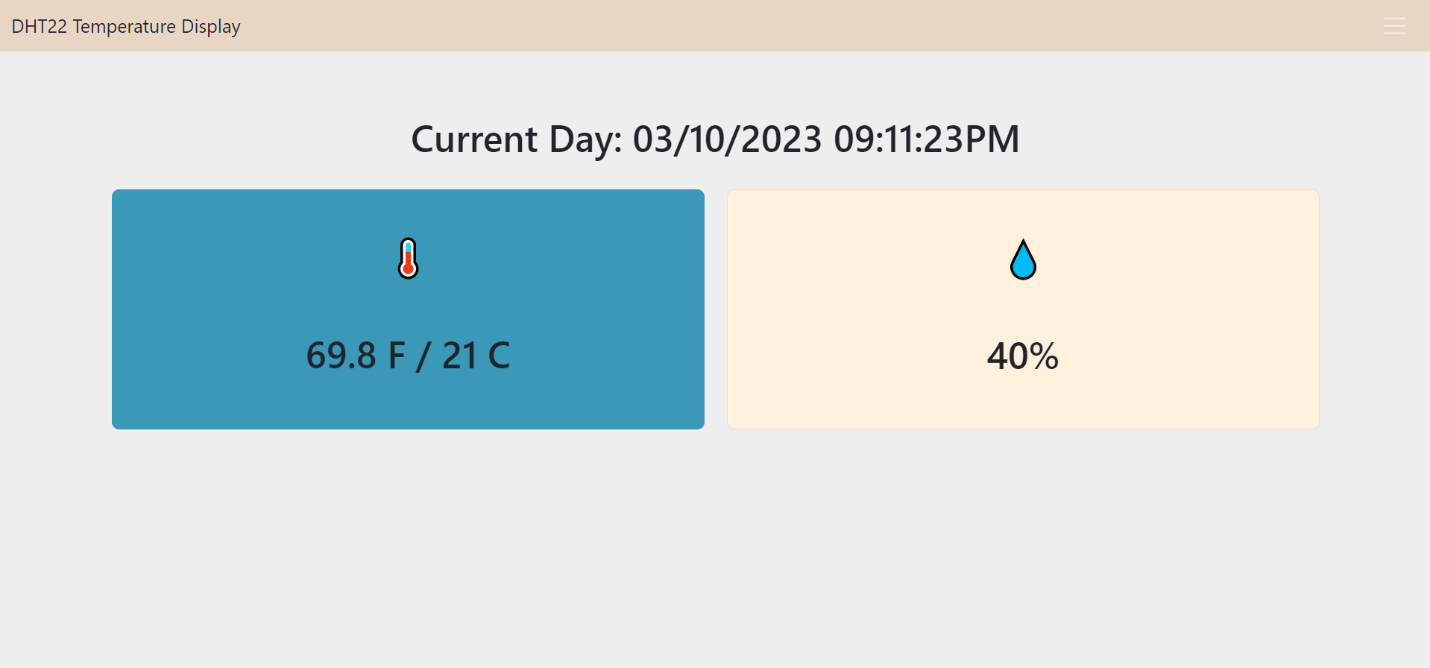 DHT22 Temperature Display
Current Day: 03/10/2023 09:11:23PM
69.8 F / 21 C
40%